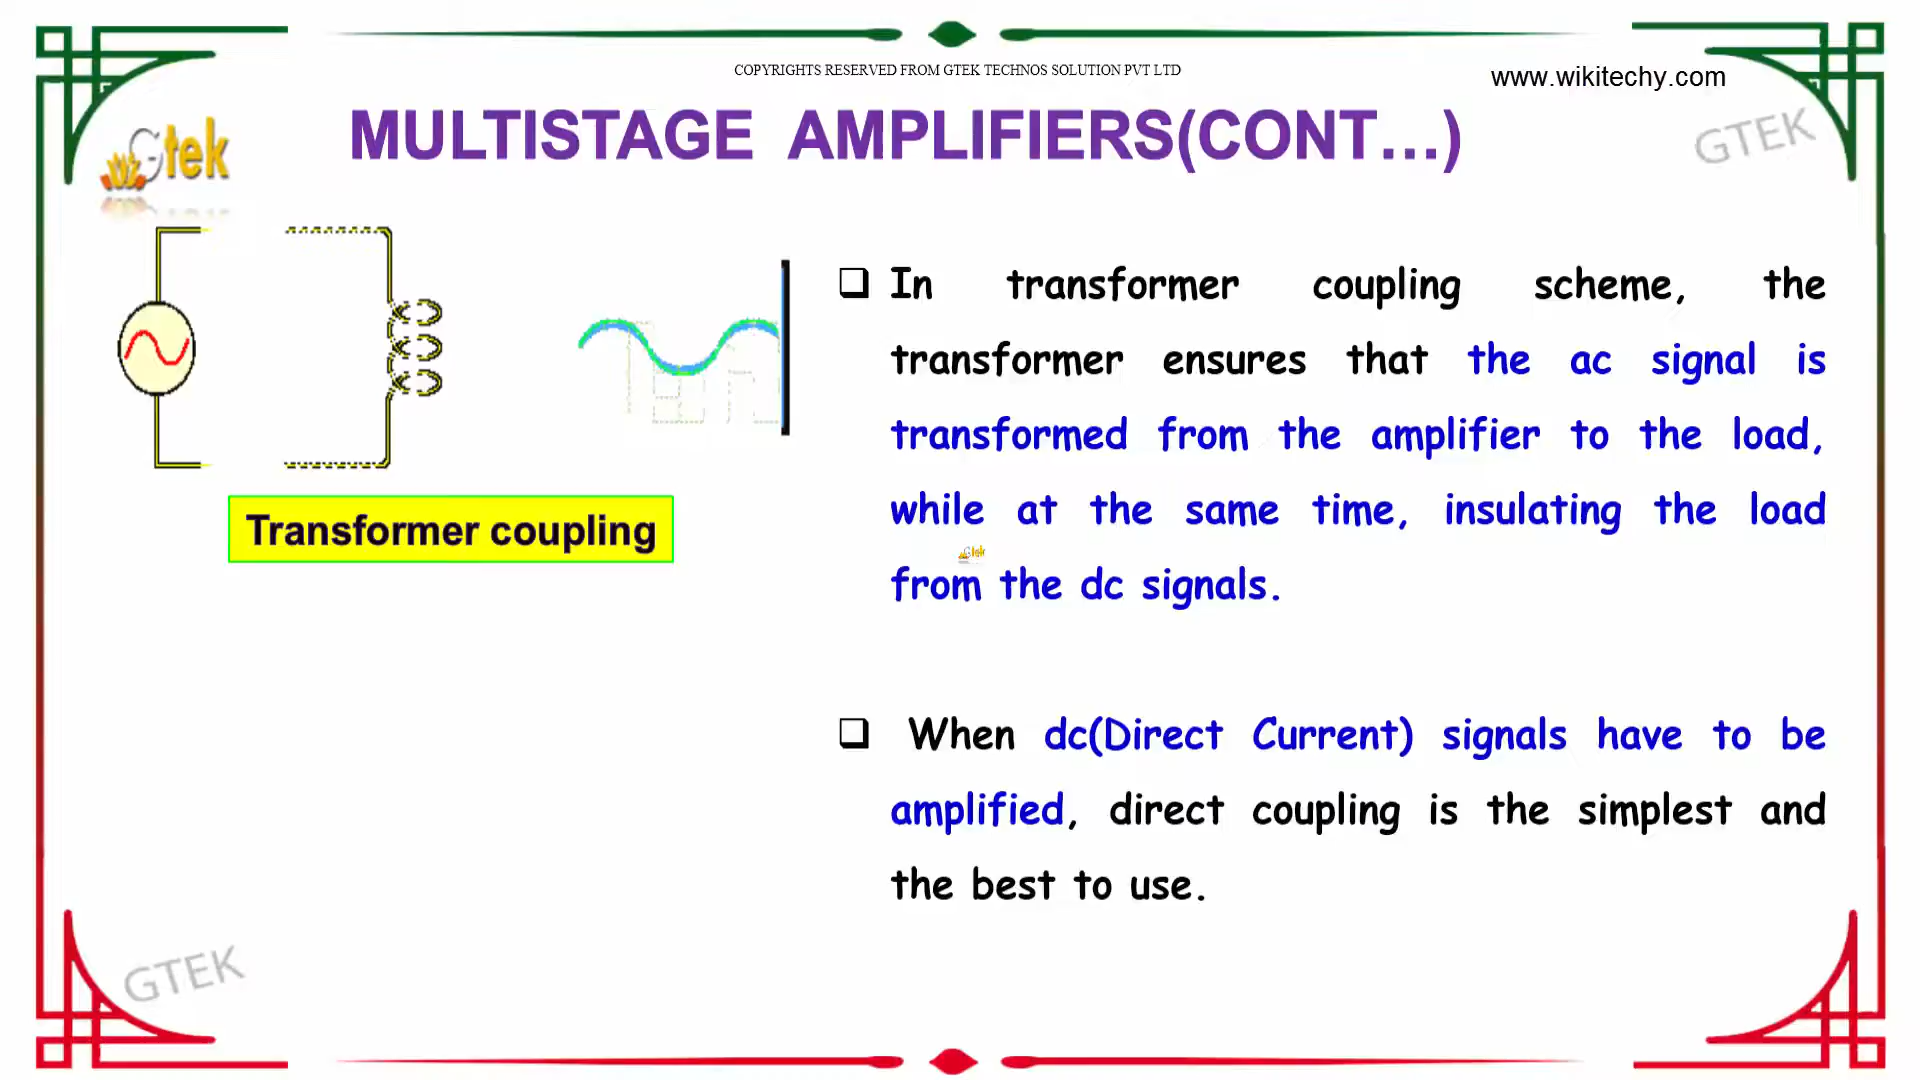 COPYRIGHTS RESERVED FROM GTEK TECHNOS SOLUTION PVT LTD
www.wikitechy.com
MULTISTAGE AMPLIFIERS(CONT...)
Gtek
GTEK
In transformer coupling scheme, the
transformer ensures that the ac signal is
transformed from the amplifier to the load,
while at the same time, insulating the load
from the dc signals.
Gtek
Transformer coupling
When dc(Direct Current) signals have to be
amplified, direct coupling is the simplest and
the best to use.
GTEK